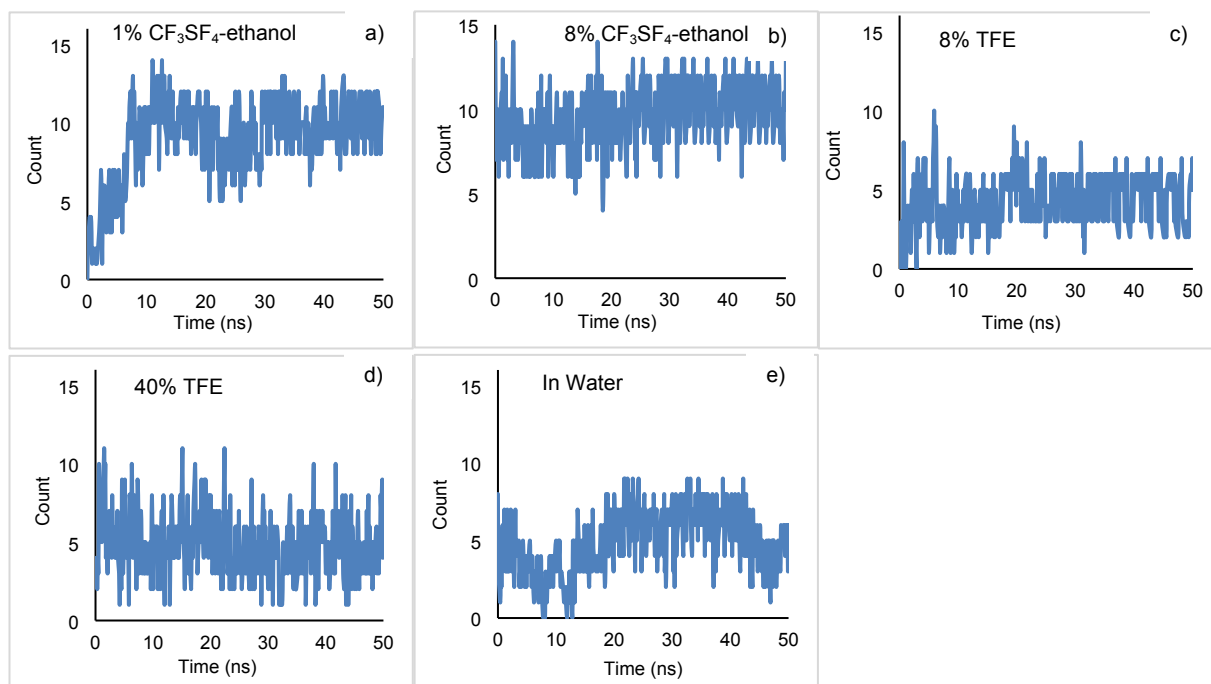 1% CF₃SF₄-ethanol
a)
15
10
5
0
Count
0 10 20 30 40 50
Time (ns)
8% CF₃SF₄-ethanol
b)
15
10
5
0
Count
0 10 20 30 40 50
Time (ns)
8% TFE
c)
15
10
5
0
Count
0 10 20 30 40 50
Time (ns)
40% TFE
d)
15
10
5
0
Count
0 10 20 30 40 50
Time (ns)
In Water
e)
15
10
5
0
Count
0 10 20 30 40 50
Time (ns)